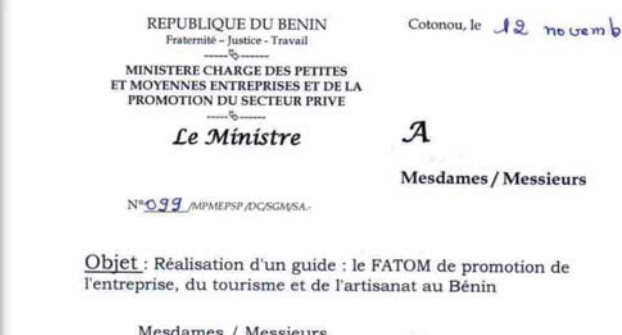 REPUBLIQUE DU BENIN
Fraternité – Justice - Travail
MINISTERE CHARGE DES PETITES
ET MOYENNES ENTREPRISES ET DE LA
PROMOTION DU SECTEUR PRIVE
Le Ministre
N°099 /MPMEPSP/DC/SGM/SA.-
Cotonou, le 12 novemb
A
Mesdames / Messieurs
Objet : Réalisation d'un guide : le FATOM de promotion de
l'entreprise, du tourisme et de l'artisanat au Bénin
Mesdames / Messieurs